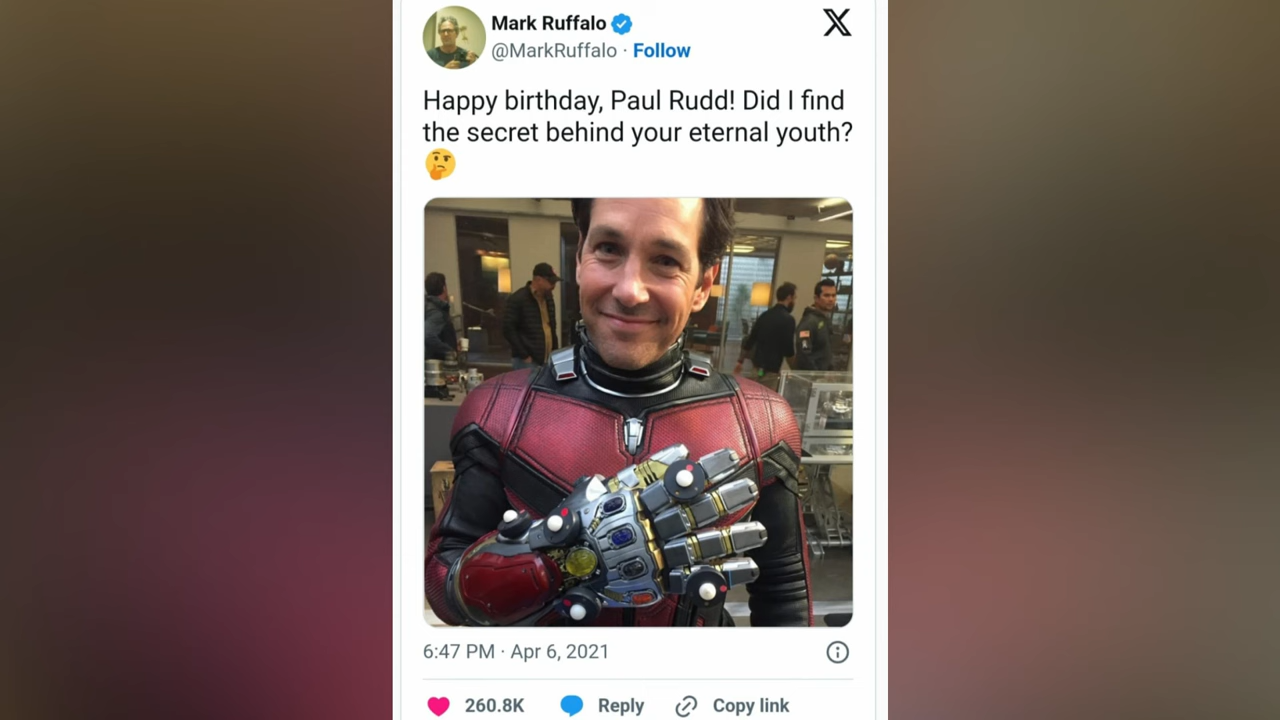 Mark Ruffalo
@MarkRuffalo · Follow
Happy birthday, Paul Rudd! Did I find
the secret behind your eternal youth?
🤔
6:47 PM · Apr 6, 2021
260.8K Reply Copy link